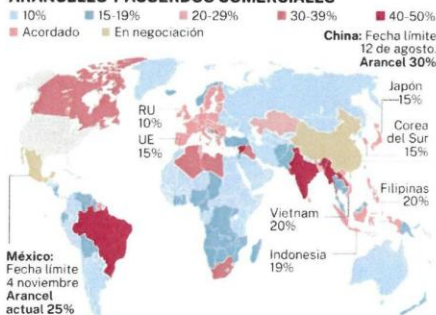 ARANCELES Y ACUERDOS COMERCIALES
10% 15-19% 20-29% 30-39% 40-50%
Acordado En negociación
China: Fecha límite
12 de agosto.
Arancel 30%
Japón
15%
RU
10%
UE
15%
Corea
del Sur
15%
Filipinas
20%
Vietnam
20%
Indonesia
19%
México:
Fecha límite
4 noviembre
Arancel
actual 25%